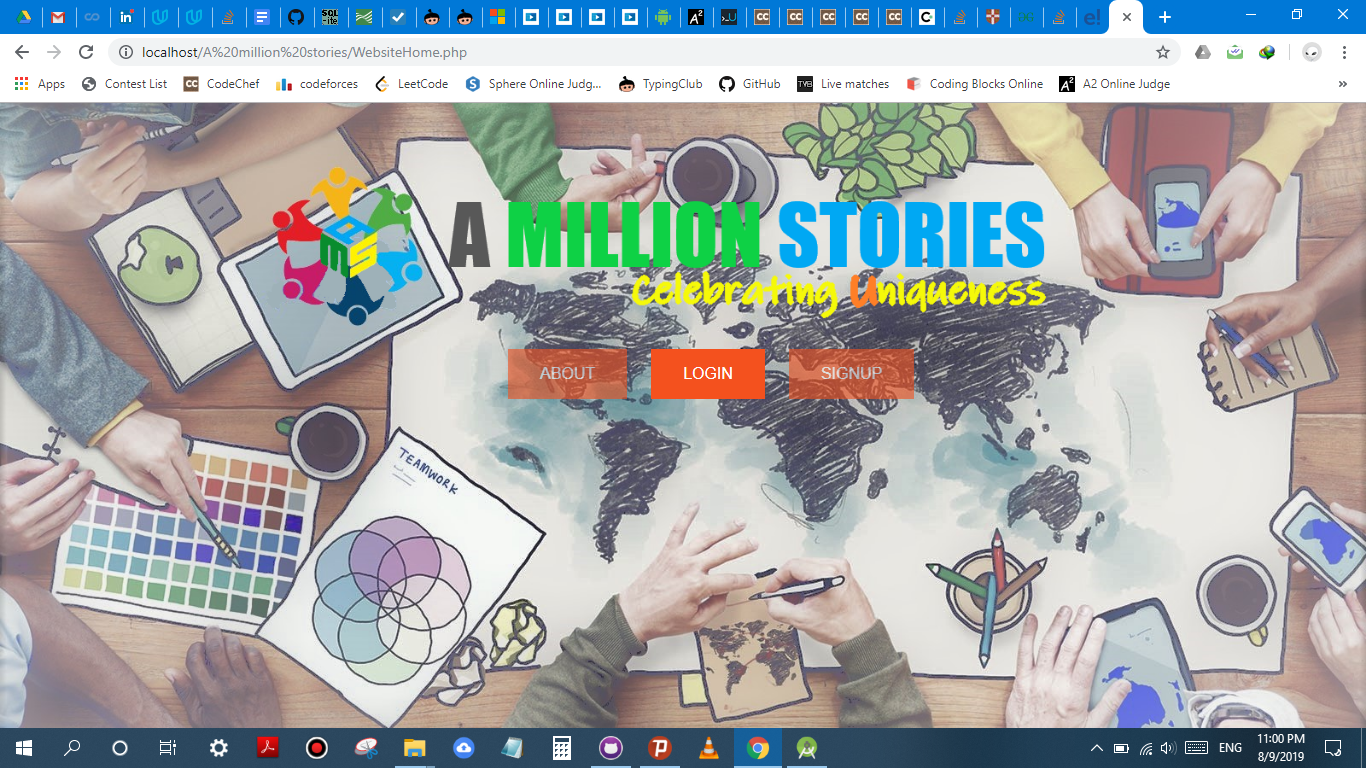 localhost/A%20million%20stories/WebsiteHome.php
Apps Contest List CodeChef codeforces LeetCode Sphere Online Judg... TypingClub GitHub Live matches Coding Blocks Online A2 Online Judge »
A MILLION STORIES
Celebrating Uniqueness
ABOUT LOGIN SIGNUP
TEAMWORK
ENG 11:00 PM
8/9/2019